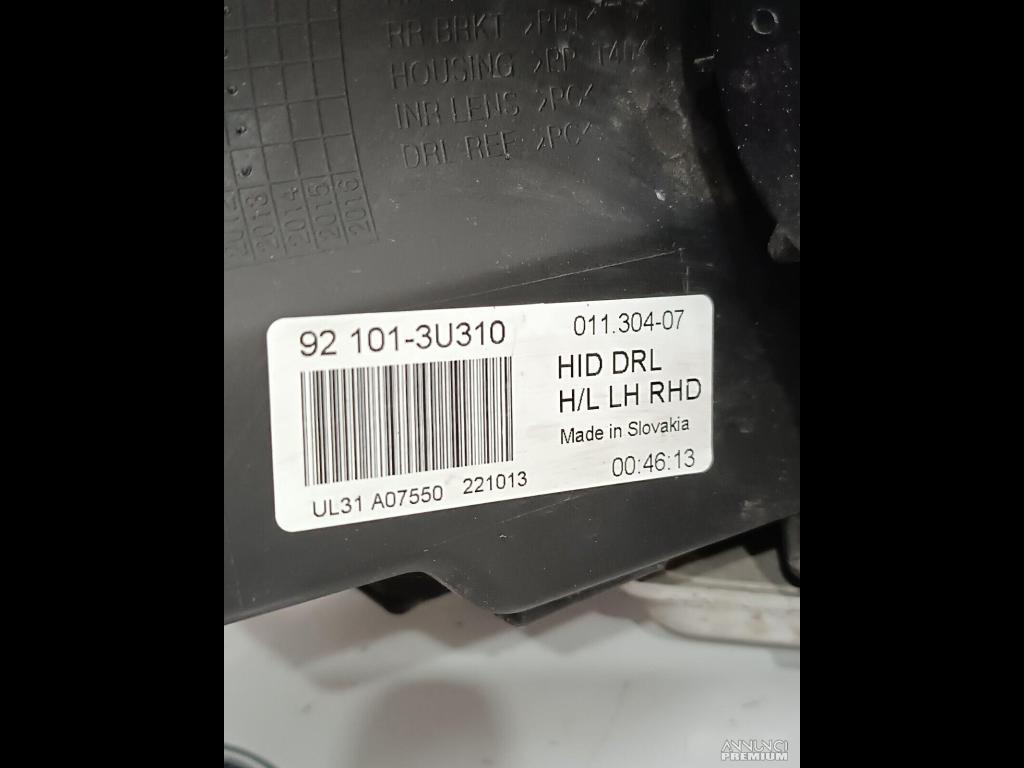 RR BRKT >PB
HOUSING >PP T40
INR LENS >PC<
DRL REF >PC<
2013
2014
2015
2016
92 101-3U310
011.304-07
HID DRL
H/L LH RHD
Made in Slovakia
00:46:13
UL31 A07550 221013
ANNUNCI
PREMIUM